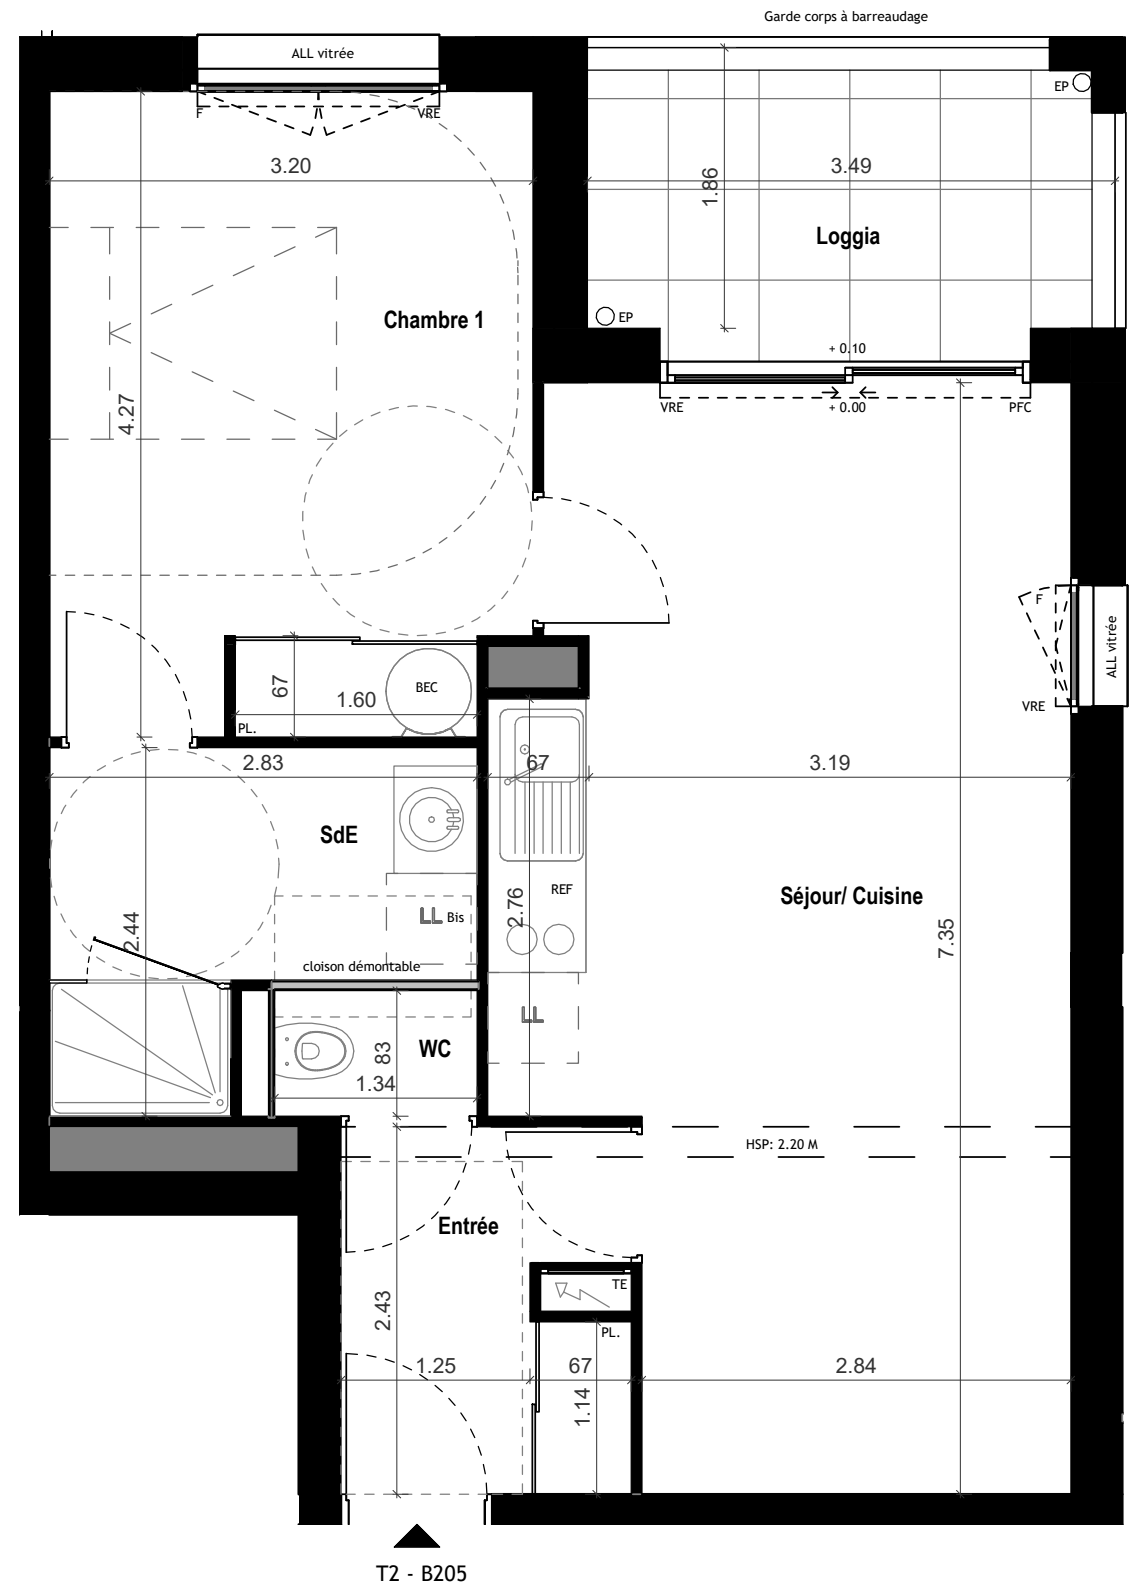 Garde corps à barreaudage
ALL vitrée
EP
F
VRE
3.20
3.49
1.86
Loggia
Chambre 1
EP
+ 0.10
VRE
+ 0.00
PFC
4.27
F
ALL vitrée
VRE
67
1.60
BEC
PL.
2.83
67
3.19
SdE
REF
Séjour/ Cuisine
2.76
LL Bis
2.44
7.35
cloison démontable
LL
WC
83
1.34
HSP: 2.20 M
Entrée
TE
2.43
PL.
1.25
67
2.84
1.14
T2 - B205